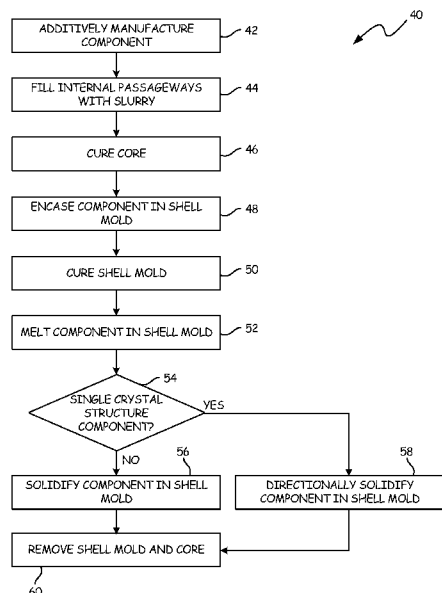 40
ADDITIVELY MANUFACTURE
COMPONENT
42
FILL INTERNAL PASSAGEWAYS
WITH SLURRY
44
CURE CORE
46
ENCASE COMPONENT IN SHELL
MOLD
48
CURE SHELL MOLD
50
MELT COMPONENT IN SHELL MOLD
52
54
SINGLE CRYSTAL
STRUCTURE
COMPONENT?
YES
NO
56
SOLIDIFY COMPONENT IN SHELL
MOLD
58
DIRECTIONALLY SOLIDIFY
COMPONENT IN SHELL MOLD
REMOVE SHELL MOLD AND CORE
60